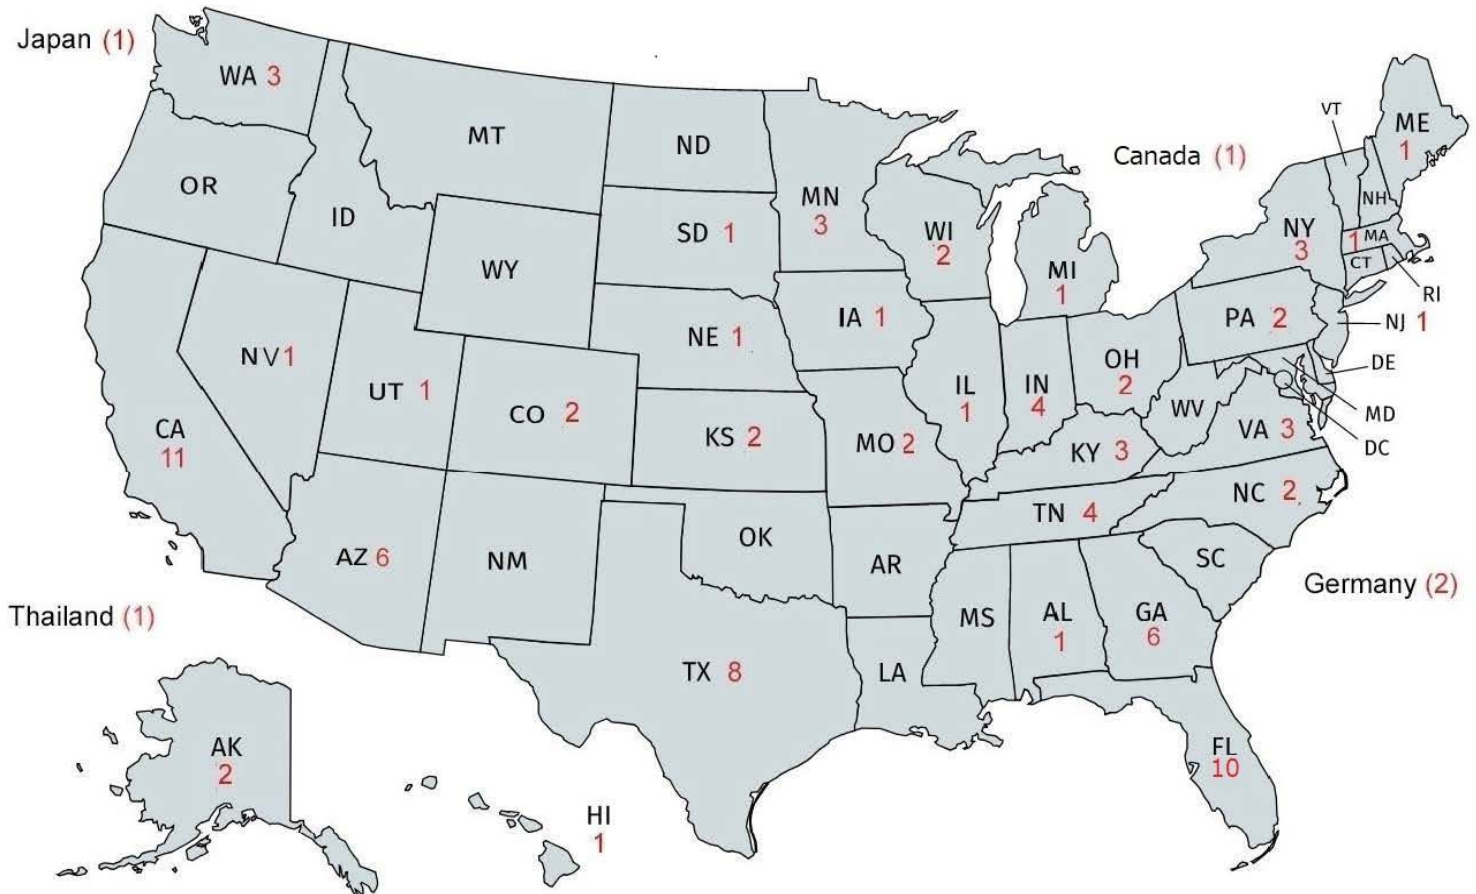 Japan (1)
WA 3
MT
ND
MN
3
OR
ID
SD 1
WY
WI
2
MI
1
Canada (1)
VT
ME
1
NH
NY
3
1 MA
CT
RI
NV 1
UT 1
CO 2
NE 1
IA 1
IL
1
IN
4
OH
2
PA 2
NJ 1
DE
MD
DC
WV
VA 3
CA
11
KS 2
MO 2
KY 3
TN 4
NC 2
AZ 6
NM
OK
AR
SC
MS
AL
1
GA
6
Germany (2)
Thailand (1)
TX 8
LA
FL
10
AK
2
HI
1